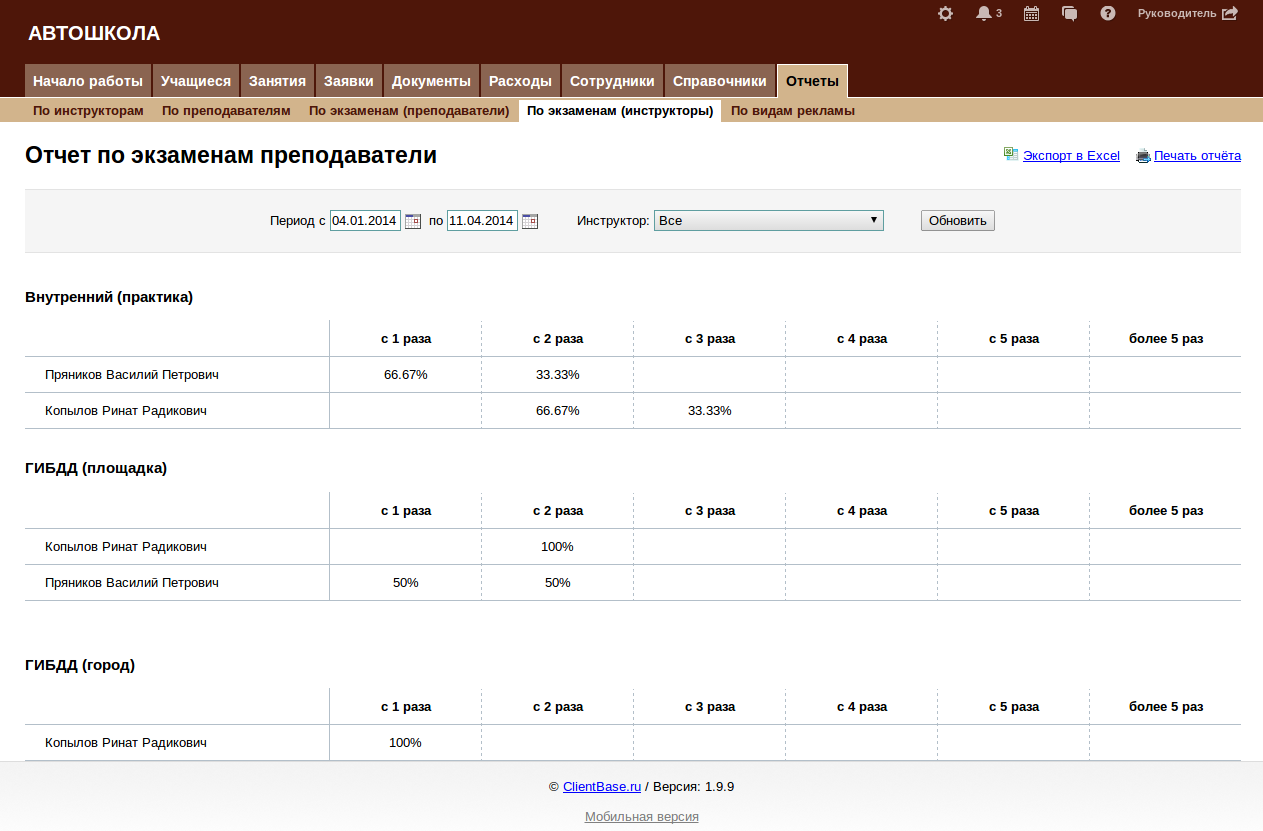 3 Руководитель
АВТОШКОЛА
Начало работы Учащиеся Занятия Заявки Документы Расходы Сотрудники Справочники Отчеты
По инструкторам По преподавателям По экзаменам (преподаватели) По экзаменам (инструкторы) По видам рекламы
Отчет по экзаменам преподаватели Экспорт в Excel Печать отчёта
Период с 04.01.2014 по 11.04.2014 Инструктор: Все Обновить
Внутренний (практика)
с 1 раза с 2 раза с 3 раза с 4 раза с 5 раза более 5 раз
Пряников Василий Петрович 66.67% 33.33%
Копылов Ринат Радикович 66.67% 33.33%
ГИБДД (площадка)
с 1 раза с 2 раза с 3 раза с 4 раза с 5 раза более 5 раз
Копылов Ринат Радикович 100%
Пряников Василий Петрович 50% 50%
ГИБДД (город)
с 1 раза с 2 раза с 3 раза с 4 раза с 5 раза более 5 раз
Копылов Ринат Радикович 100%
© ClientBase.ru / Версия: 1.9.9
Мобильная версия